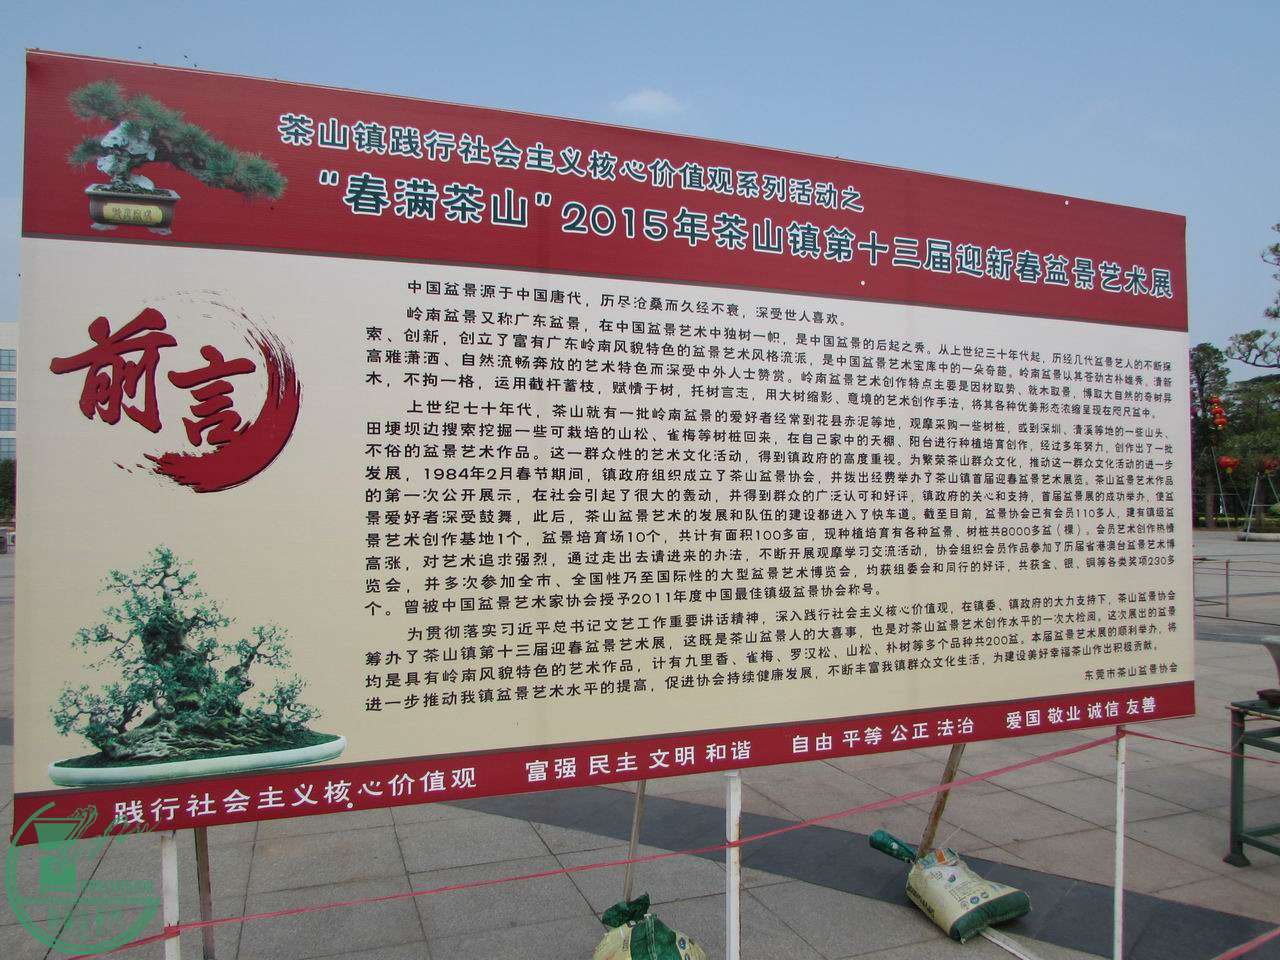 茶山镇践行社会主义核心价值观系列活动之
“春满茶山”2015年茶山镇第十三届迎新春盆景艺术展
前言
中国盆景源于中国唐代，历尽沧桑而久经不衰，深受世人喜欢。
岭南盆景又称广东盆景，在中国盆景艺术中独树一帜，是中国盆景的后起之秀。从上世纪三十年代起，历经几代盆景艺人的不断探
索、创新，创立了富有广东岭南风貌特色的盆景艺术风格流派，是中国盆景艺术宝库中的一朵奇葩。岭南盆景以其苍劲古朴雄秀、清新
高雅潇洒、自然流畅奔放的艺术特色而深受中外人士赞赏。岭南盆景艺术创作特点主要是因材取势、就木取景，博取大自然的奇树异
木，不拘一格，运用截杆蓄枝，赋情于树，托树言志，用大树缩影、意境的艺术创作手法，将其各种优美形态浓缩呈现在咫尺盆中。
上世纪七十年代，茶山就有一批岭南盆景的爱好者经常到花县赤泥等地，观摩采购一些树桩，或到深圳、清溪等地的一些山头、
田埂坝边搜索挖掘一些可栽培的山松、雀梅等树桩回来，在自己家中的天棚、阳台进行种植培育创作，经过多年努力，创作出了一批
不俗的盆景艺术作品。这一群众性的艺术文化活动，得到镇政府的高度重视。为繁荣茶山群众文化，推动这一群众文化活动的进一步
发展，1984年2月春节期间，镇政府组织成立了茶山盆景协会，并拨出经费举办了茶山镇首届迎春盆景艺术展览。茶山盆景艺术作品
的第一次公开展示，在社会引起了很大的轰动，并得到群众的广泛认可和好评，镇政府的关心和支持，首届盆景展的成功举办，使盆
景爱好者深受鼓舞，此后，茶山盆景艺术的发展和队伍的建设都进入了快车道。截至目前，盆景协会已有会员110多人，建有镇级盆
景艺术创作基地1个，盆景培育场10个，共计有面积100多亩，现种植培育有各种盆景、树桩共8000多盆（棵）。会员艺术创作热情
高涨，对艺术追求强烈，通过走出去请进来的办法，不断开展观摩学习交流活动，协会组织会员作品参加了历届省港澳台盆景艺术博
览会，并多次参加全市、全国性乃至国际性的大型盆景艺术博览会，均获组委会和同行的好评，共获金、银、铜等各类奖项230多
个。曾被中国盆景艺术家协会授予2011年度中国最佳镇级盆景协会称号。
为贯彻落实习近平总书记文艺工作重要讲话精神，深入践行社会主义核心价值观，在镇委、镇政府的大力支持下，茶山盆景协会
筹办了茶山镇第十三届迎春盆景艺术展，这既是茶山盆景人的大喜事，也是对茶山盆景艺术创作水平的一次大检阅。这次展出的盆景
均是具有岭南风貌特色的艺术作品，计有九里香、雀梅、罗汉松、山松、朴树等多个品种共200盆。本届盆景艺术展的顺利举办，将
进一步推动我镇盆景艺术水平的提高，促进协会持续健康发展，不断丰富我镇群众文化生活，为建设美好幸福茶山作出积极贡献。
东莞市茶山盆景协会
践行社会主义核心价值观 富强 民主 文明 和谐 自由 平等 公正 法治 爱国 敬业 诚信 友善